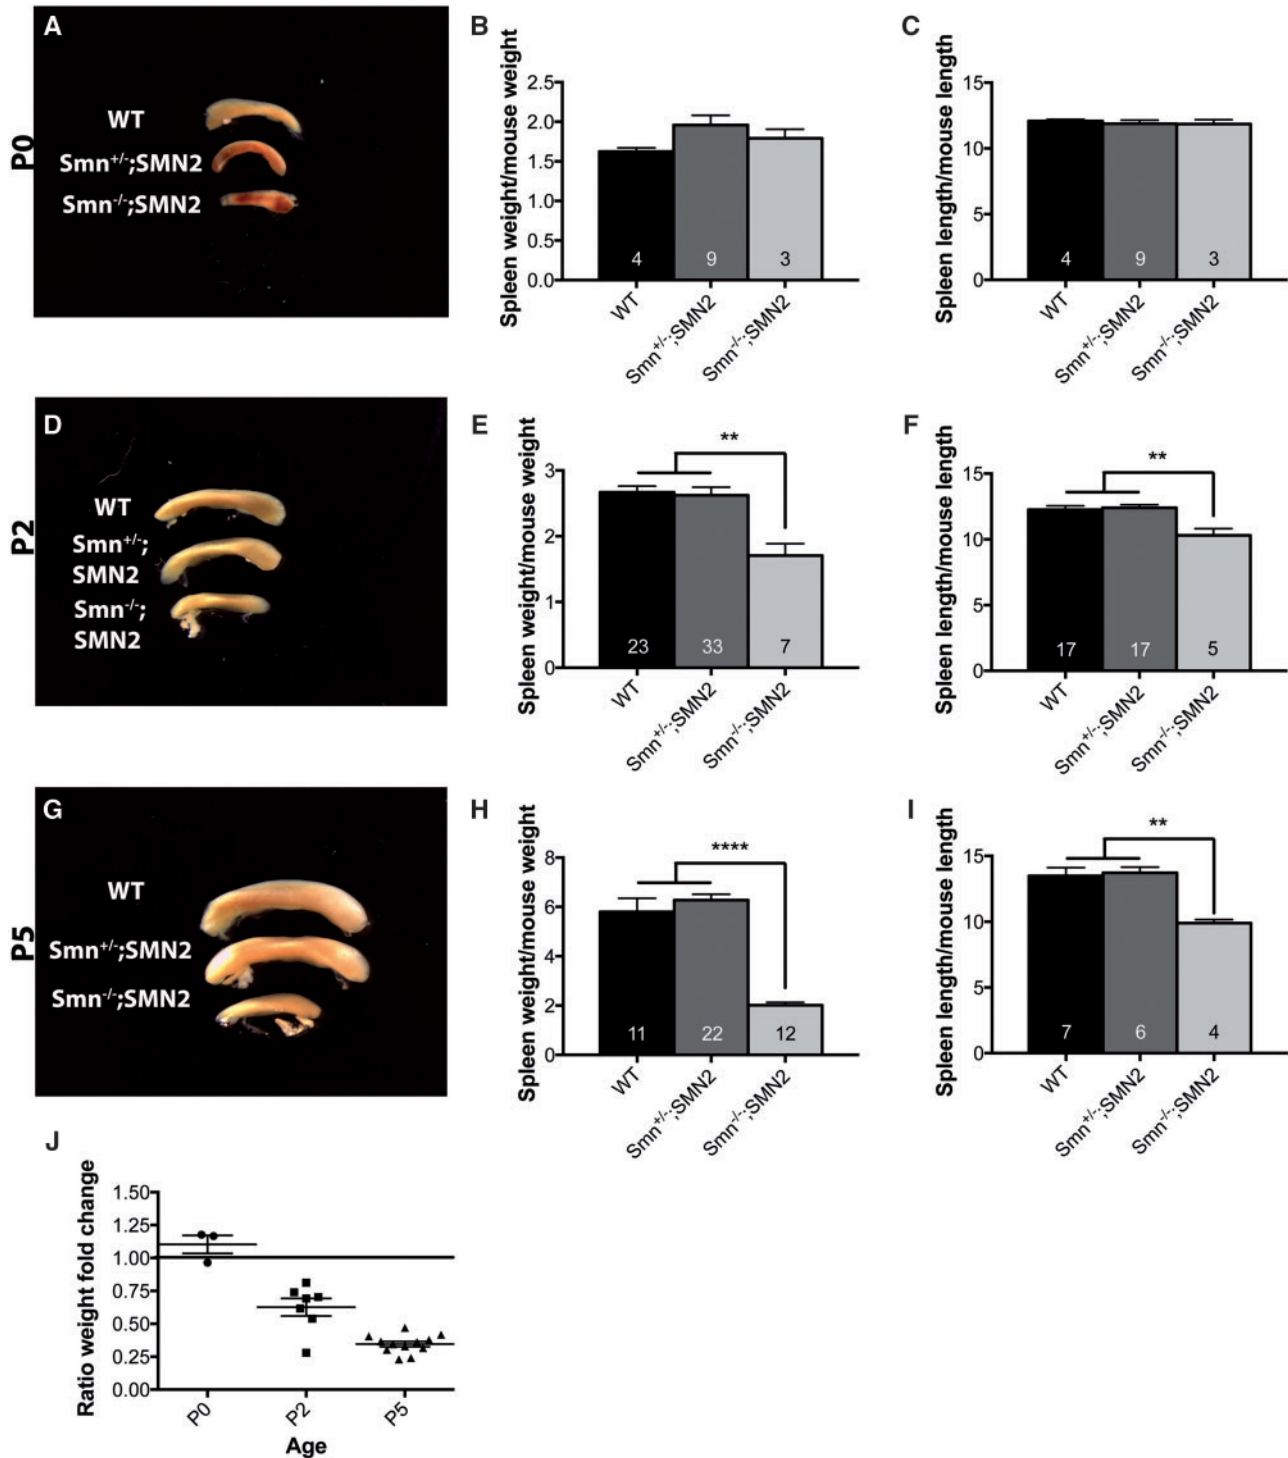 A
P0
WT
Smn+/-;SMN2
Smn-/-;SMN2
B
Spleen weight/mouse weight
2.5
2.0
1.5
1.0
0.5
0.0
4
9
3
WT
Smn+/-;SMN2
Smn-/-;SMN2
C
Spleen length/mouse length
15
10
5
0
4
9
3
WT
Smn+/-;SMN2
Smn-/-;SMN2
D
P2
WT
Smn+/-;
SMN2
Smn-/-;
SMN2
E
Spleen weight/mouse weight
**
3
2
1
0
23
33
7
WT
Smn+/-;SMN2
Smn-/-;SMN2
F
Spleen length/mouse length
**
15
10
5
0
17
17
5
WT
Smn+/-;SMN2
Smn-/-;SMN2
G
P5
WT
Smn+/-;SMN2
Smn-/-;SMN2
H
Spleen weight/mouse weight
****
8
6
4
2
0
11
22
12
WT
Smn+/-;SMN2
Smn-/-;SMN2
I
Spleen length/mouse length
**
15
10
5
0
7
6
4
WT
Smn+/-;SMN2
Smn-/-;SMN2
J
Ratio weight fold change
1.50
1.25
1.00
0.75
0.50
0.25
0.00
P0
P2
P5
Age